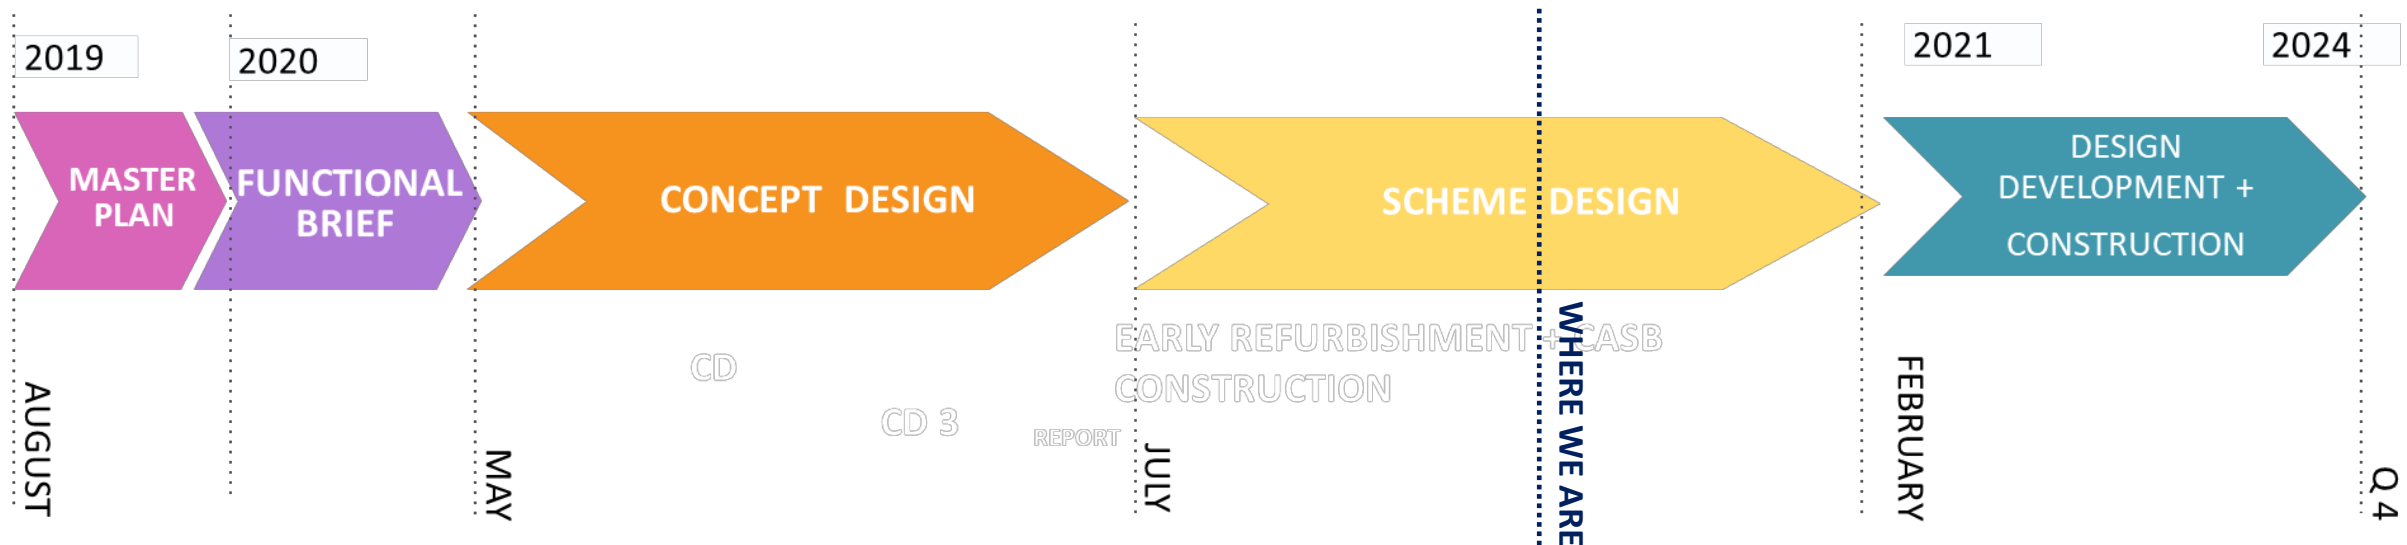 2019
2020
2021
2024
MASTER
PLAN
FUNCTIONAL
BRIEF
CONCEPT DESIGN
SCHEME DESIGN
DESIGN
DEVELOPMENT +
CONSTRUCTION
EARLY REFURBISHMENT + CASB
CONSTRUCTION
CD
CD 3
REPORT
AUGUST
MAY
JULY
WHERE WE ARE
FEBRUARY
Q 4